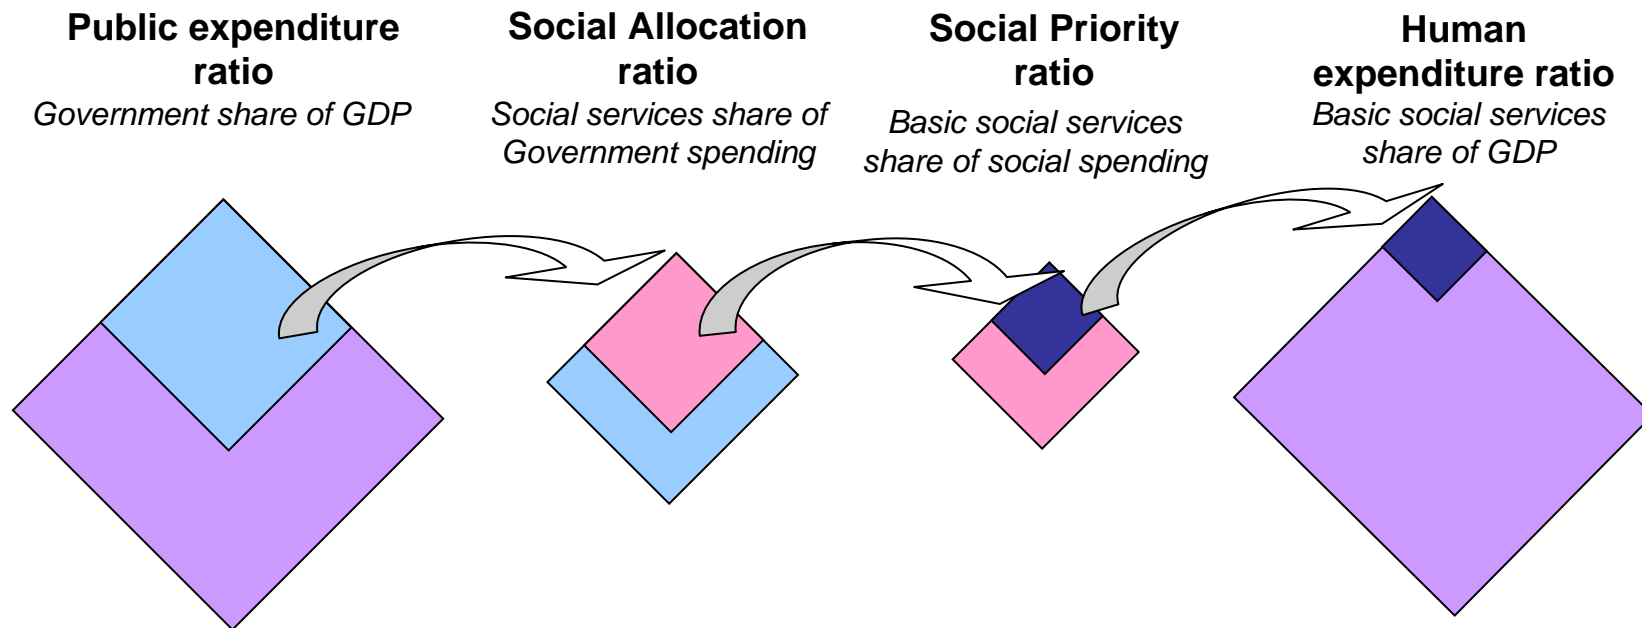 Public expenditure
ratio
Government share of GDP
Social Allocation
ratio
Social services share of
Government spending
Social Priority
ratio
Basic social services
share of social spending
Human
expenditure ratio
Basic social services
share of GDP